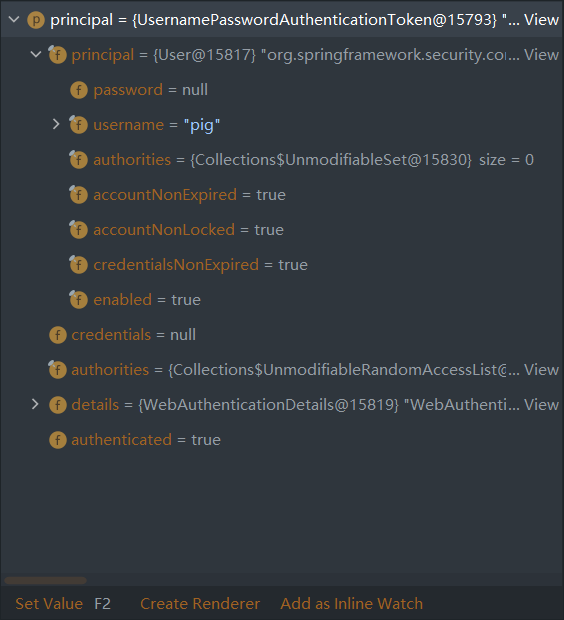 principal = {UsernamePasswordAuthenticationToken@15793} "... View
principal = {User@15817} "org.springframework.security.co... View
password = null
username = "pig"
authorities = {Collections$UnmodifiableSet@15830} size = 0
accountNonExpired = true
accountNonLocked = true
credentialsNonExpired = true
enabled = true
credentials = null
authorities = {Collections$UnmodifiableRandomAccessList@... View
details = {WebAuthenticationDetails@15819} "WebAuthenti... View
authenticated = true
Set Value F2 Create Renderer Add as Inline Watch